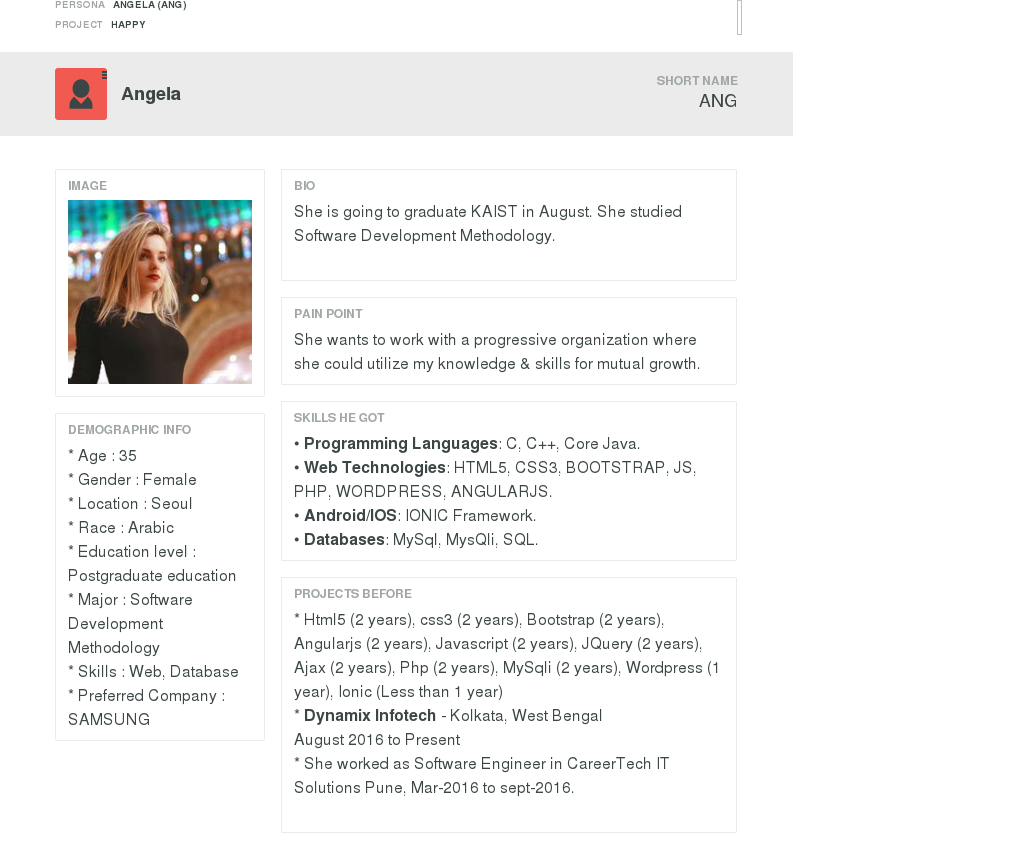 PERSONA ANGELA (ANG)
PROJECT HAPPY
Angela
SHORT NAME
ANG
IMAGE
DEMOGRAPHIC INFO
* Age : 35
* Gender : Female
* Location : Seoul
* Race : Arabic
* Education level :
Postgraduate education
* Major : Software
Development
Methodology
* Skills : Web, Database
* Preferred Company :
SAMSUNG
BIO
She is going to graduate KAIST in August. She studied
Software Development Methodology.
PAIN POINT
She wants to work with a progressive organization where
she could utilize my knowledge & skills for mutual growth.
SKILLS HE GOT
• Programming Languages: C, C++, Core Java.
• Web Technologies: HTML5, CSS3, BOOTSTRAP, JS,
PHP, WORDPRESS, ANGULARJS.
• Android/IOS: IONIC Framework.
• Databases: MySql, MysQli, SQL.
PROJECTS BEFORE
* Html5 (2 years), css3 (2 years), Bootstrap (2 years),
Angularjs (2 years), Javascript (2 years), JQuery (2 years),
Ajax (2 years), Php (2 years), MySqli (2 years), Wordpress (1
year), Ionic (Less than 1 year)
* Dynamix Infotech - Kolkata, West Bengal
August 2016 to Present
* She worked as Software Engineer in CareerTech IT
Solutions Pune, Mar-2016 to sept-2016.